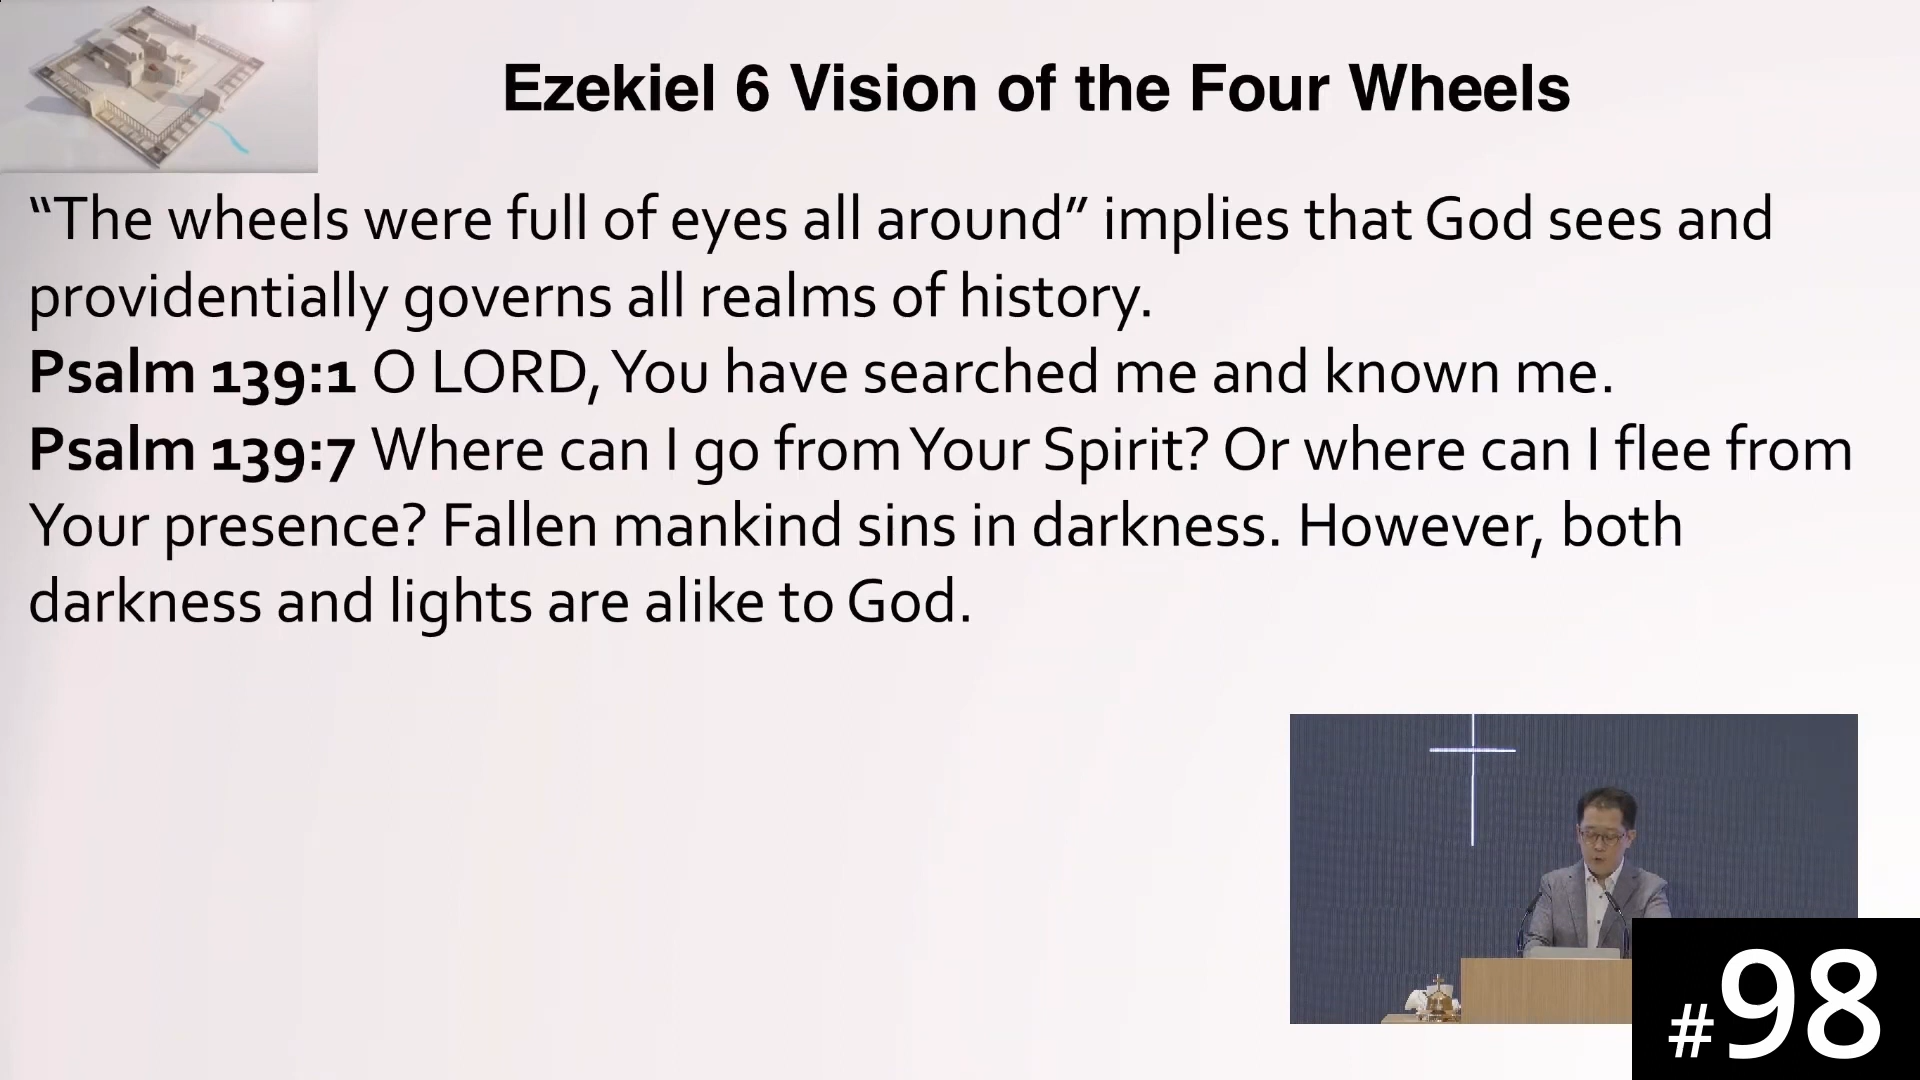 Ezekiel 6 Vision of the Four Wheels
“The wheels were full of eyes all around” implies that God sees and
providentially governs all realms of history.
Psalm 139:1 O LORD, You have searched me and known me.
Psalm 139:7 Where can I go from Your Spirit? Or where can I flee from
Your presence? Fallen mankind sins in darkness. However, both
darkness and lights are alike to God.
#98